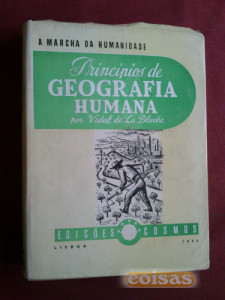 A MARCHA DA HUMANIDADE
Princípios de
GEOGRAFIA
HUMANA
por Vidal de La Blache
EDIÇÕES COSMOS
LISBOA
coisas